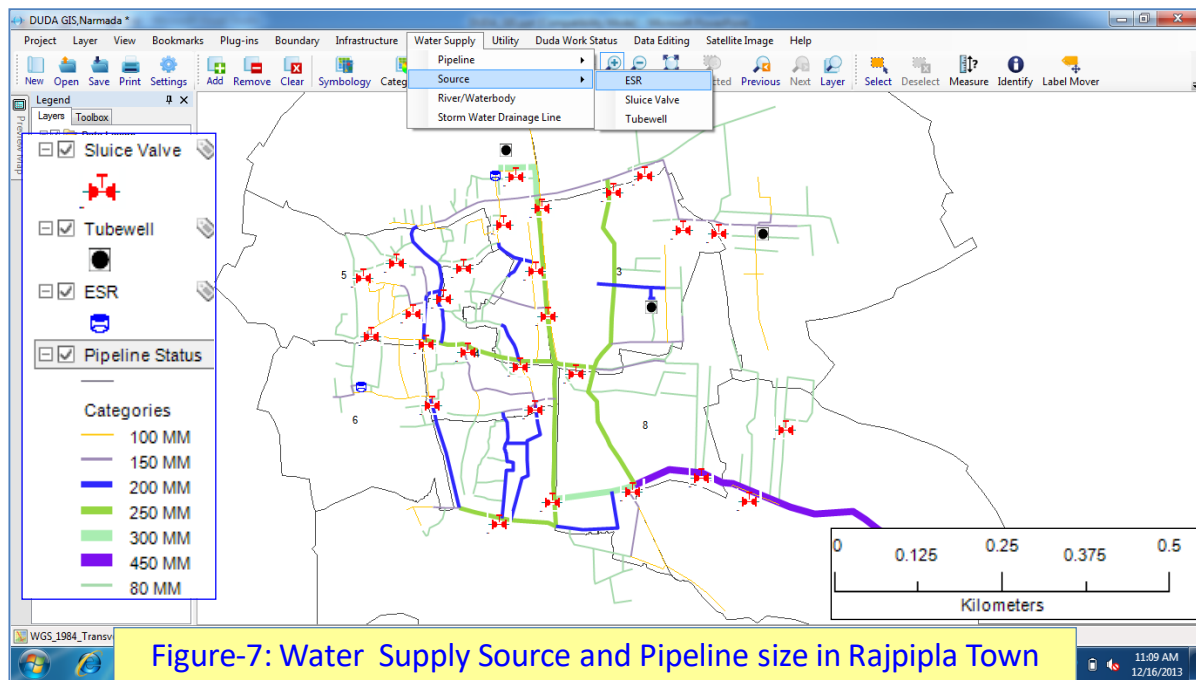 DUDA GIS,Narmada *
Project Layer View Bookmarks Plug-ins Boundary Infrastructure Water Supply Utility Duda Work Status Data Editing Satellite Image Help
New Open Save Print Settings Add Remove Clear Symbology Previous Next Layer Select Deselect Measure Identify Label Mover
Pipeline
Source
River/Waterbody
Storm Water Drainage Line
ESR
Sluice Valve
Tubewell
Legend
Layers Toolbox
Preview Map
Sluice Valve
Tubewell
ESR
Pipeline Status
Categories
100 MM
150 MM
200 MM
250 MM
300 MM
450 MM
80 MM
5
3
4
6
8
0 0.125 0.25 0.375 0.5
Kilometers
Figure-7: Water Supply Source and Pipeline size in Rajpipla Town
11:09 AM
12/16/2013